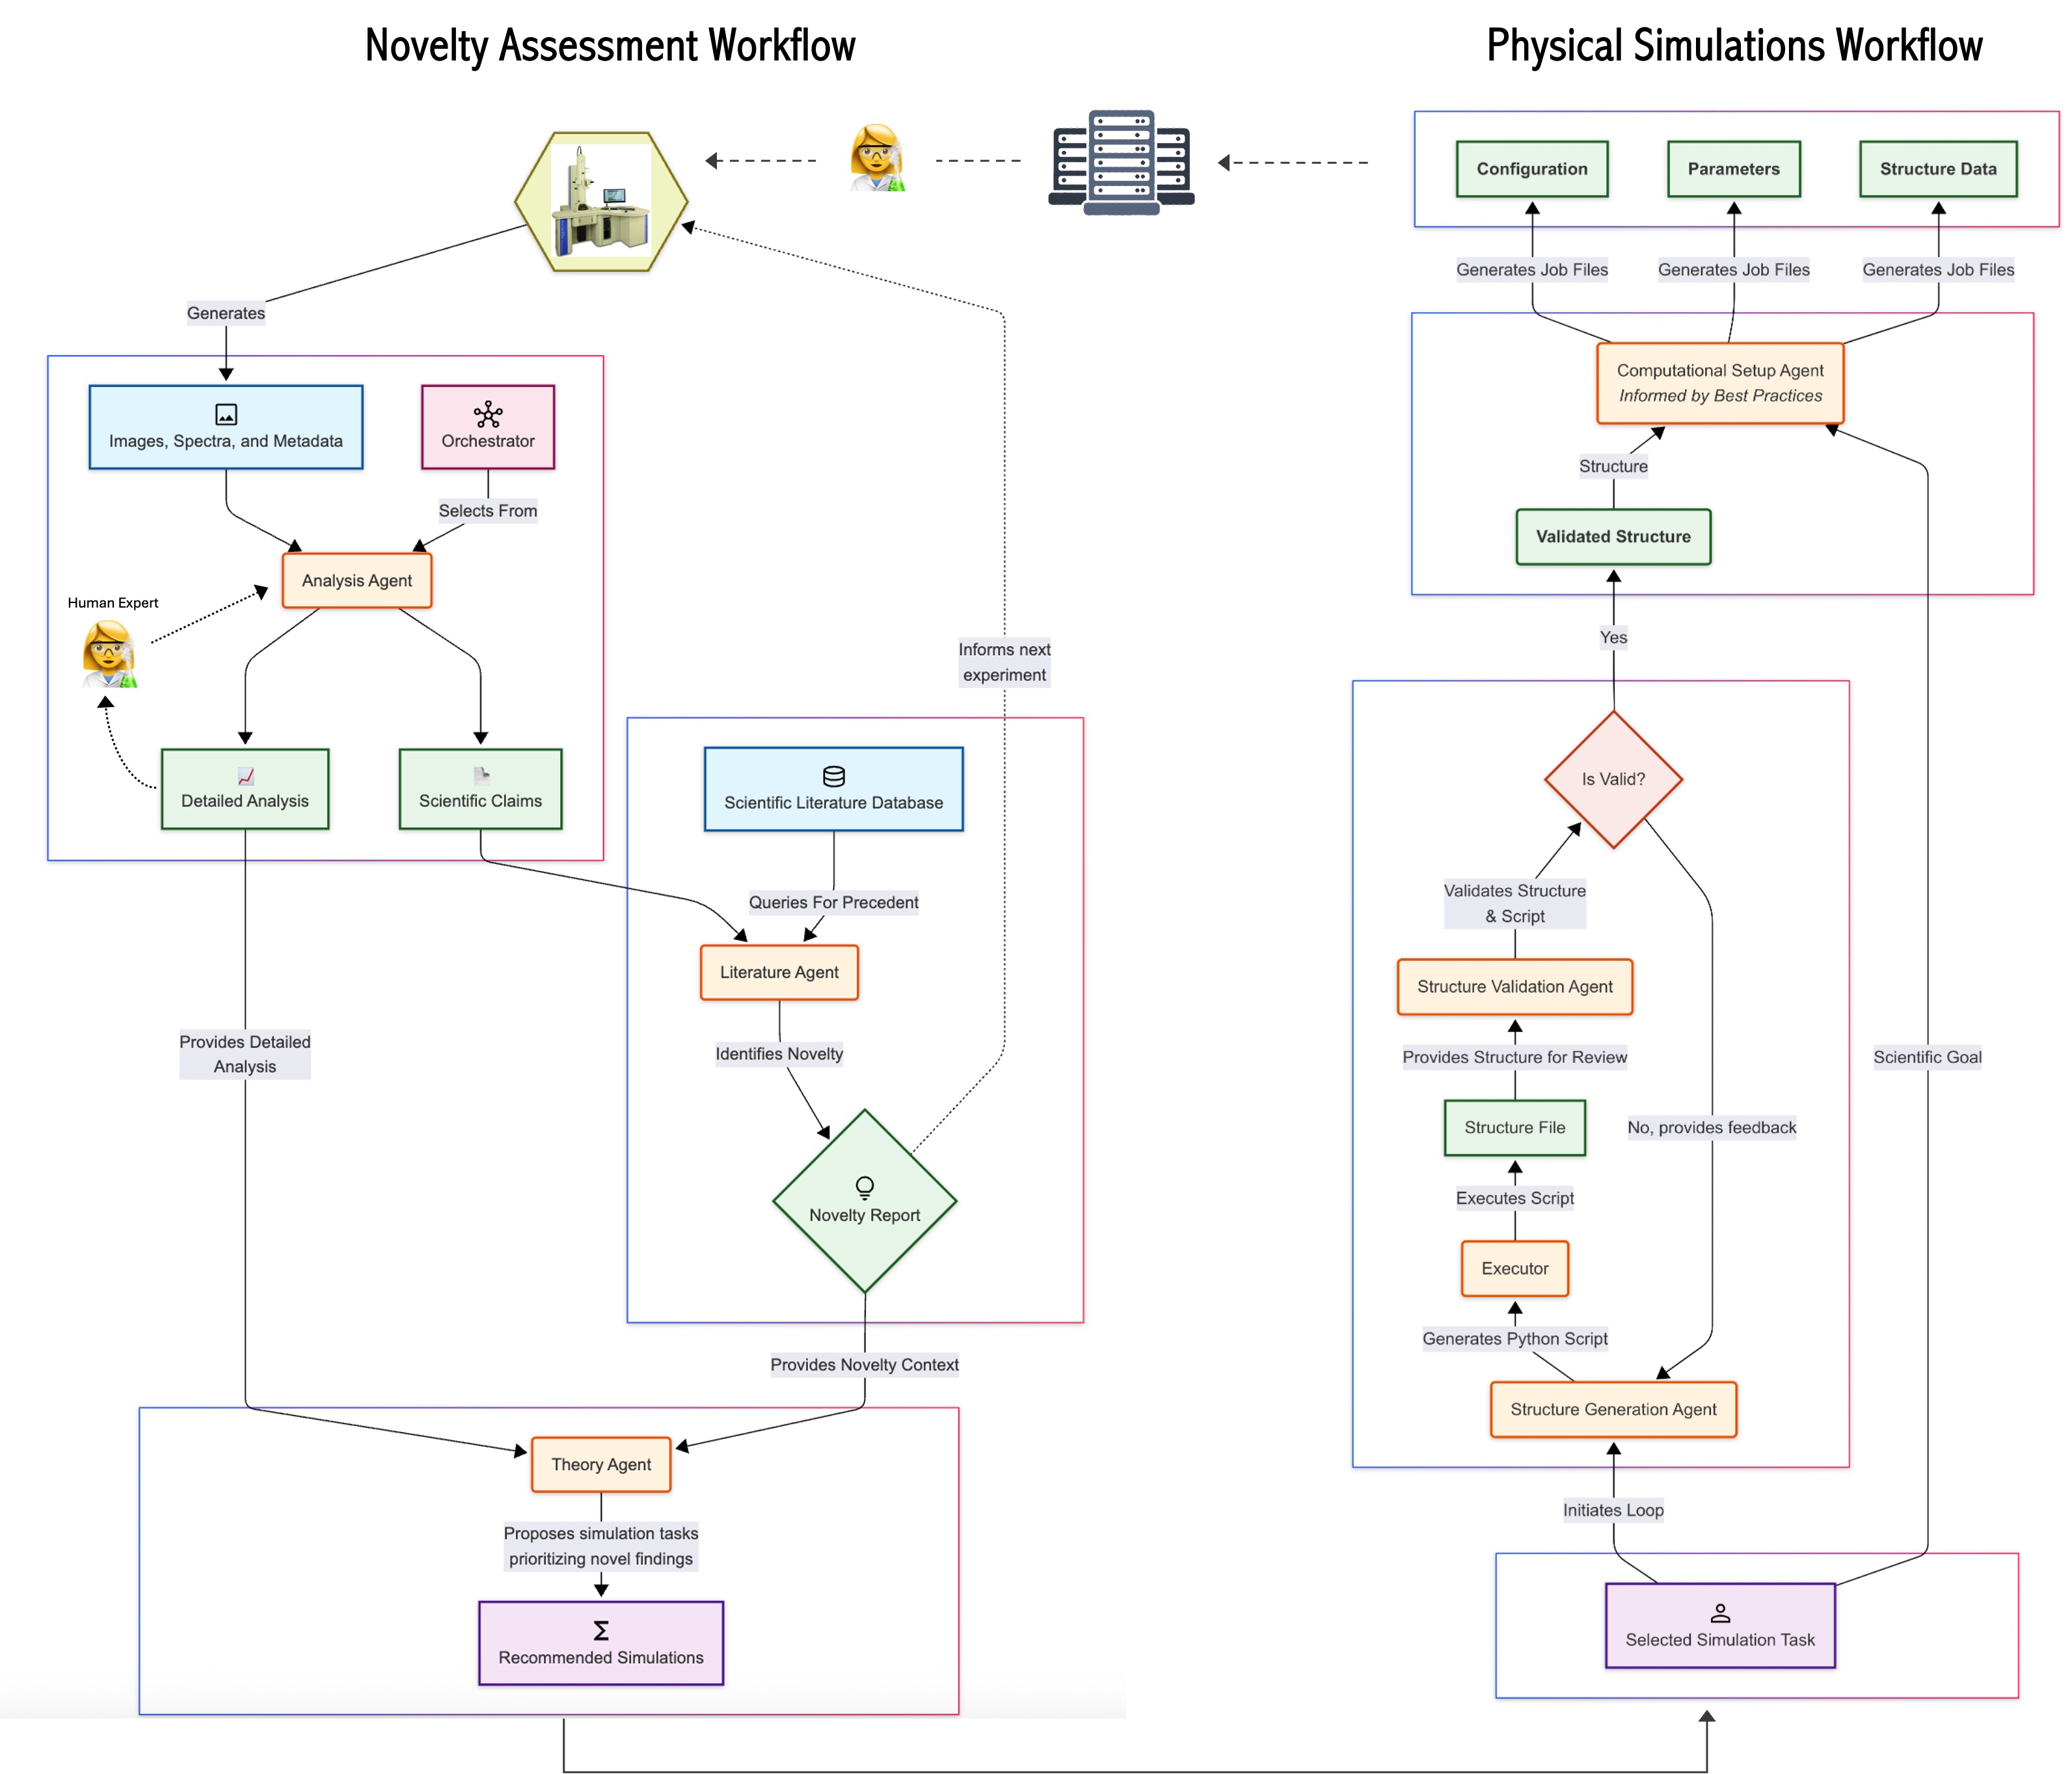 Novelty Assessment Workflow
Physical Simulations Workflow
Configuration
Parameters
Structure Data
Generates Job Files
Generates Job Files
Generates Job Files
Generates
Images, Spectra, and Metadata
Orchestrator
Selects From
Analysis Agent
Human Expert
Detailed Analysis
Scientific Claims
Informs next
experiment
Scientific Literature Database
Queries For Precedent
Literature Agent
Identifies Novelty
Novelty Report
Provides Detailed
Analysis
Provides Novelty Context
Theory Agent
Proposes simulation tasks
prioritizing novel findings
Σ
Recommended Simulations
Computational Setup Agent
Informed by Best Practices
Structure
Validated Structure
Yes
Is Valid?
Validates Structure
& Script
Structure Validation Agent
Provides Structure for Review
Scientific Goal
Structure File
No, provides feedback
Executes Script
Executor
Generates Python Script
Structure Generation Agent
Initiates Loop
Selected Simulation Task